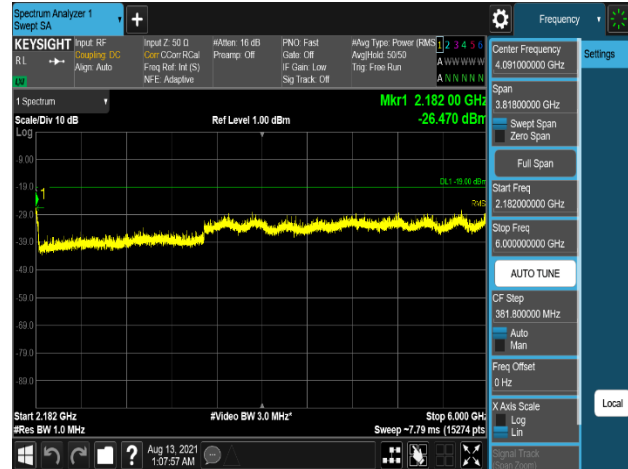 Spectrum Analyzer 1
Swept SA
+
Frequency
KEYSIGHT
RL
LVI
Input: RF
Coupling: DC
Align: Auto
Input Z: 50 Ω
Corr CCorr RCal
Freq Ref: Int (S)
NFE: Adaptive
#Atten: 16 dB
Preamp: Off
PNO: Fast
Gate: Off
IF Gain: Low
Sig Track: Off
#Avg Type: Power (RMS
Avg|Hold: 50/50
Trig: Free Run
1 2 3 4 5 6
A W W W W W
A N N N N N
1 Spectrum
Scale/Div 10 dB
Log
Ref Level 1.00 dBm
Mkr1 2.182 00 GHz
-26.470 dBm
-9.00
-19.0
-29.0
-39.0
-49.0
-59.0
-69.0
-79.0
-89.0
1
DL1 -19.00 dBm
RMS
Start 2.182 GHz
#Res BW 1.0 MHz
#Video BW 3.0 MHz*
Stop 6.000 GHz
Sweep ~7.79 ms (15274 pts
?
Aug 13, 2021
1:07:57 AM
Center Frequency
4.091000000 GHz
Span
3.81800000 GHz
Swept Span
Zero Span
Full Span
Start Freq
2.182000000 GHz
Stop Freq
6.000000000 GHz
AUTO TUNE
CF Step
381.800000 MHz
Auto
Man
Freq Offset
0 Hz
X Axis Scale
Log
Lin
Signal Track
(Span Zoom)
Settings
Local